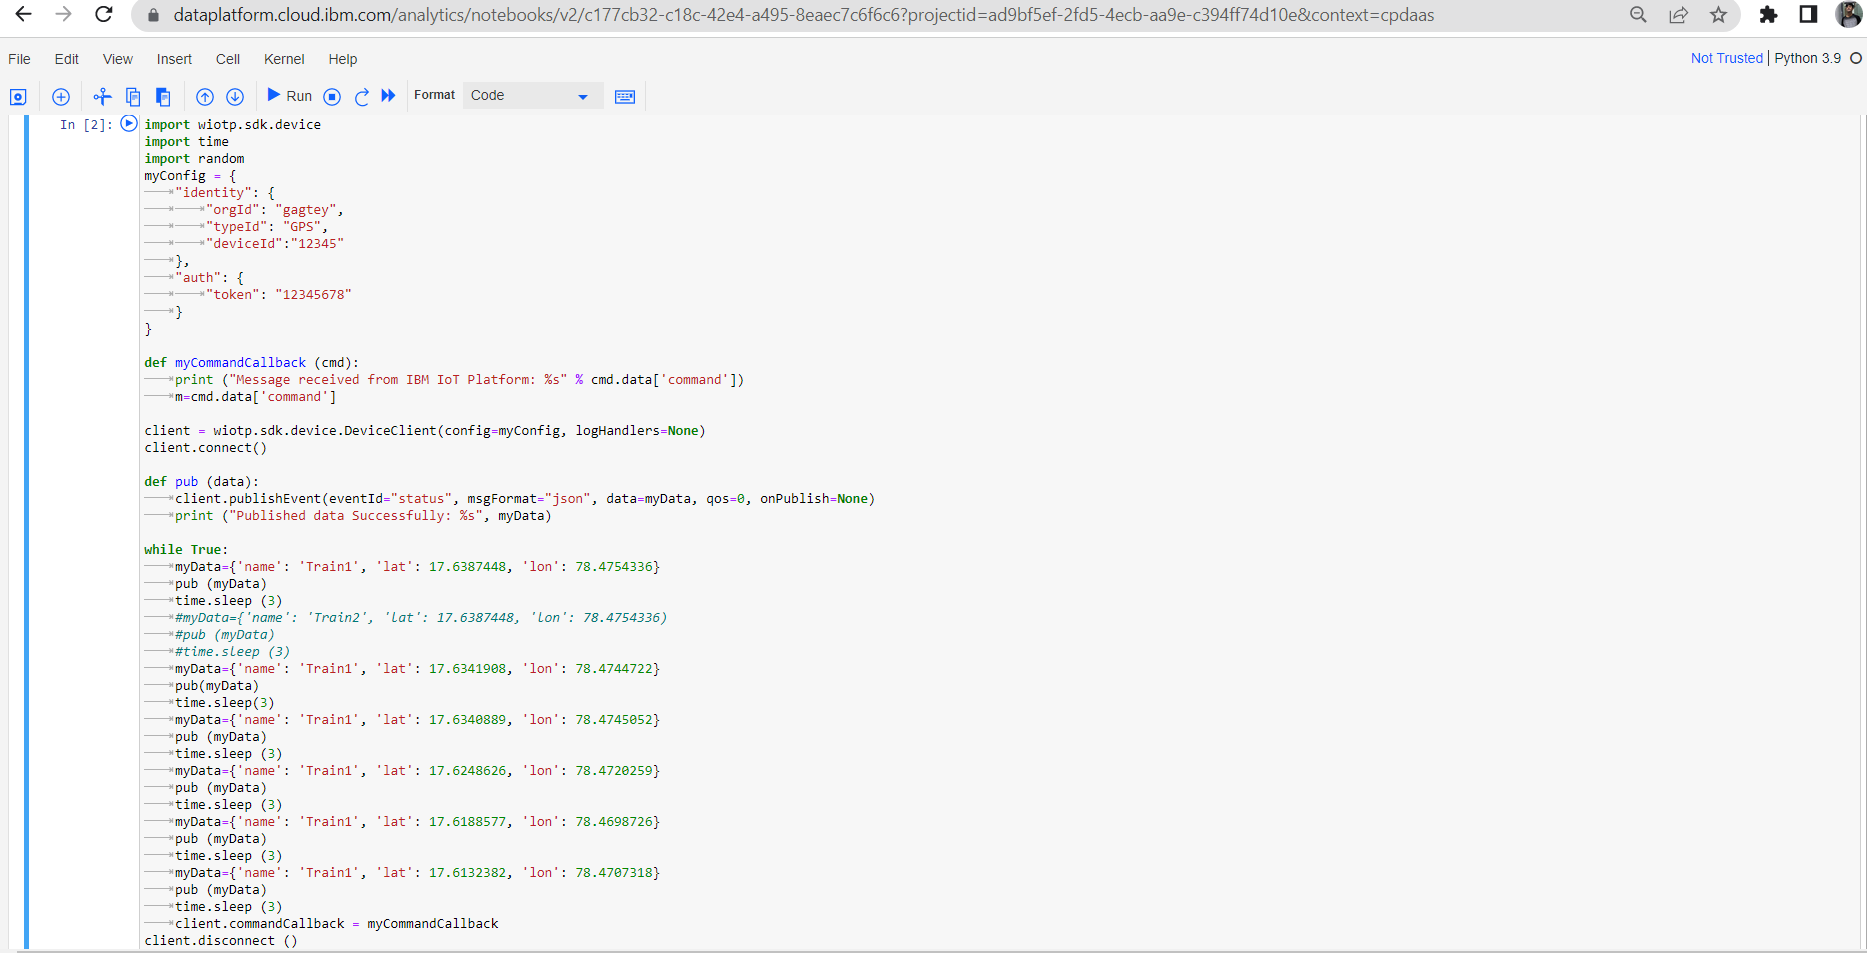 dataplatform.cloud.ibm.com/analytics/notebooks/v2/c177cb32-c18c-42e4-a495-8eaec7c6f6c6?projectid=ad9bf5ef-2fd5-4ecb-aa9e-c394ff74d10e&context=cpdaas
File Edit View Insert Cell Kernel Help Not Trusted Python 3.9
Run Format Code
In [2]: import wiotp.sdk.device
import time
import random
myConfig = {
"identity": {
"orgId": "gagtey",
"typeId": "GPS",
"deviceId":"12345"
},
"auth": {
"token": "12345678"
}
}
def myCommandCallback (cmd):
print ("Message received from IBM IoT Platform: %s" % cmd.data['command'])
m=cmd.data['command']
client = wiotp.sdk.device.DeviceClient(config=myConfig, logHandlers=None)
client.connect()
def pub (data):
client.publishEvent(eventId="status", msgFormat="json", data=myData, qos=0, onPublish=None)
print ("Published data Successfully: %s", myData)
while True:
myData={'name': 'Train1', 'lat': 17.6387448, 'lon': 78.4754336}
pub (myData)
time.sleep (3)
#myData={'name': 'Train2', 'lat': 17.6387448, 'lon': 78.4754336)
#pub (myData)
#time.sleep (3)
myData={'name': 'Train1', 'lat': 17.6341908, 'lon': 78.4744722}
pub(myData)
time.sleep(3)
myData={'name': 'Train1', 'lat': 17.6340889, 'lon': 78.4745052}
pub (myData)
time.sleep (3)
myData={'name': 'Train1', 'lat': 17.6248626, 'lon': 78.4720259}
pub (myData)
time.sleep (3)
myData={'name': 'Train1', 'lat': 17.6188577, 'lon': 78.4698726}
pub (myData)
time.sleep (3)
myData={'name': 'Train1', 'lat': 17.6132382, 'lon': 78.4707318}
pub (myData)
time.sleep (3)
client.commandCallback = myCommandCallback
client.disconnect ()